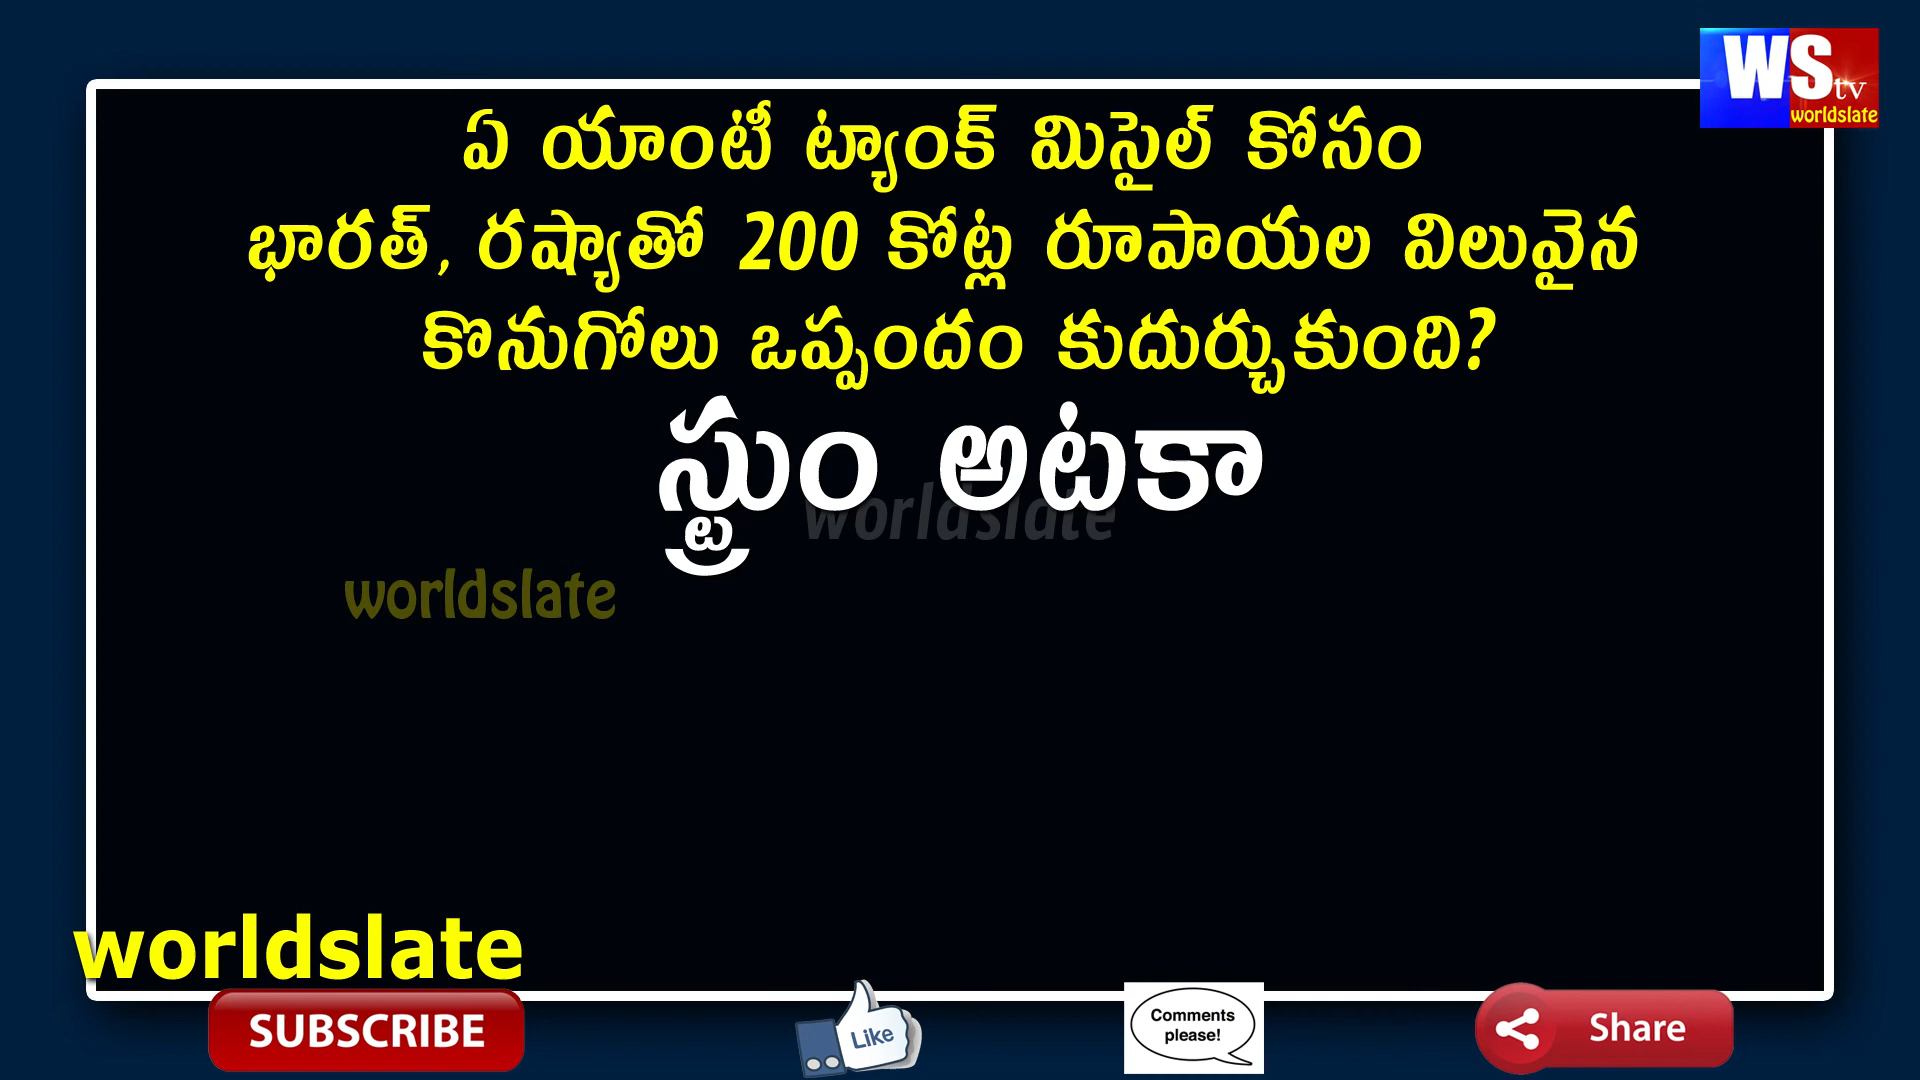 WS tv
worldslate
ఏ యాంటీ ట్యాంక్ మిసైల్ కోసం
భారత్, రష్యాతో 200 కోట్ల రూపాయల విలువైన
కొనుగోలు ఒప్పందం కుదుర్చుకుంది?
స్ట్రుం అటకా
worldslate
worldslate
worldslate
SUBSCRIBE
Like
Comments
please!
Share